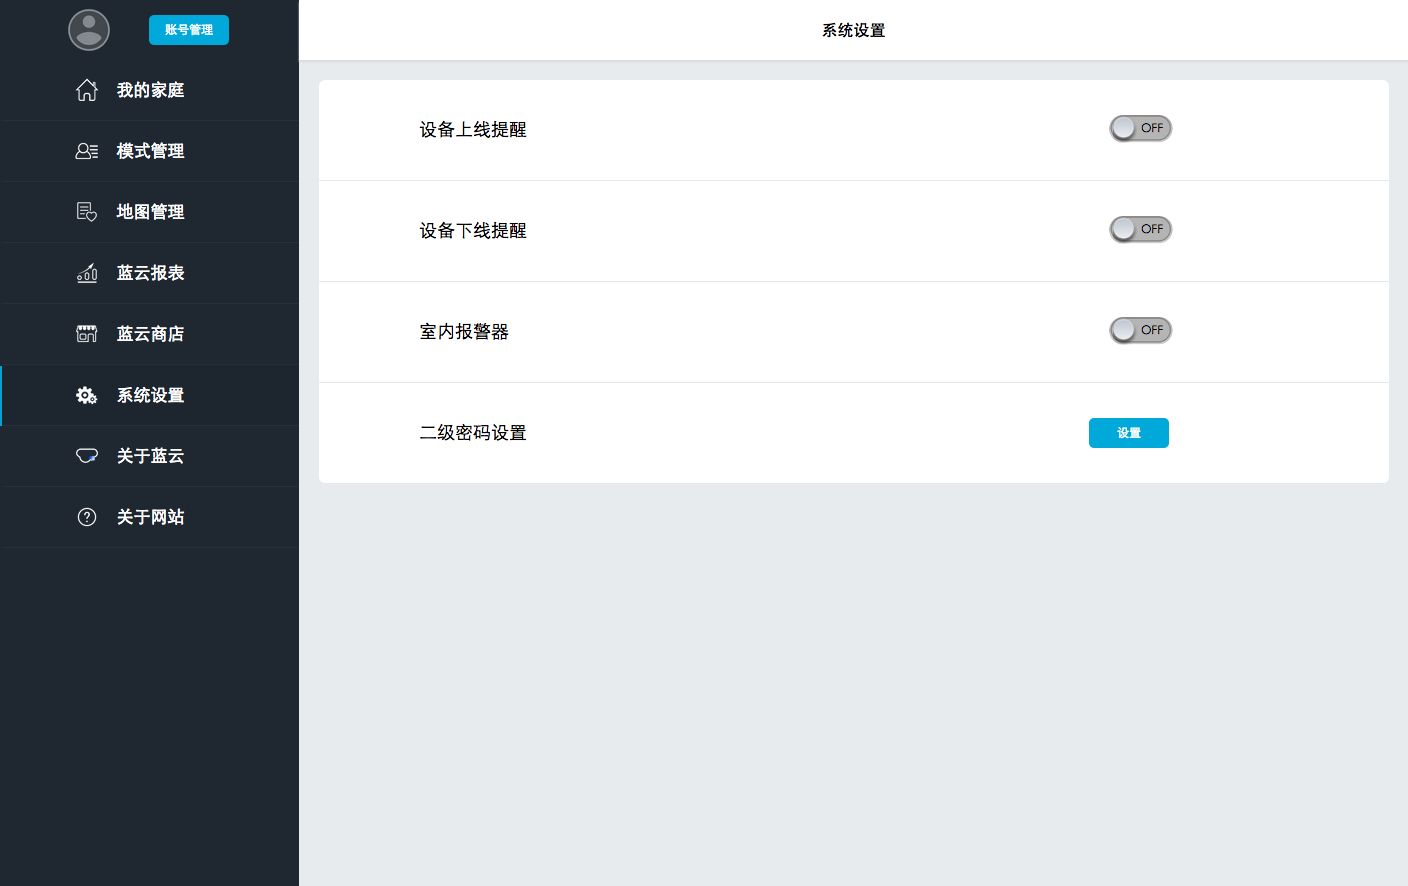 账号管理
我的家庭
模式管理
地图管理
蓝云报表
蓝云商店
系统设置
关于蓝云
关于网站
系统设置
设备上线提醒 OFF
设备下线提醒 OFF
室内报警器 OFF
二级密码设置 设置